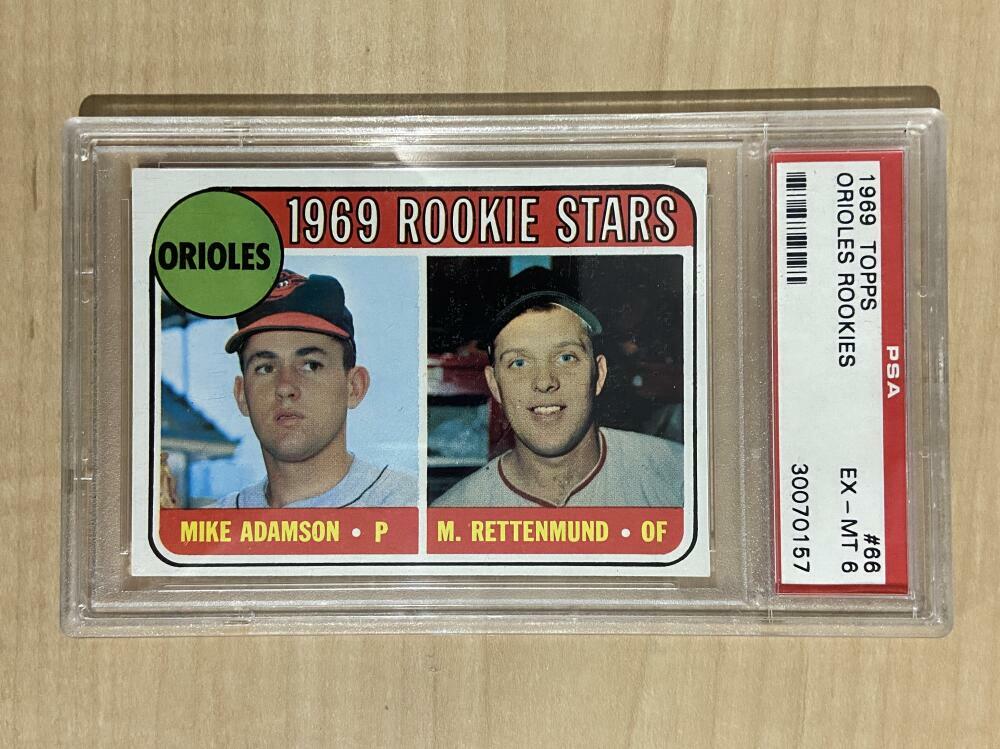 1969 ROOKIE STARS
ORIOLES
MIKE ADAMSON • P
M. RETTENMUND • OF
1969 TOPPS #66
ORIOLES ROOKIES EX - MT 6
30070157
PSA